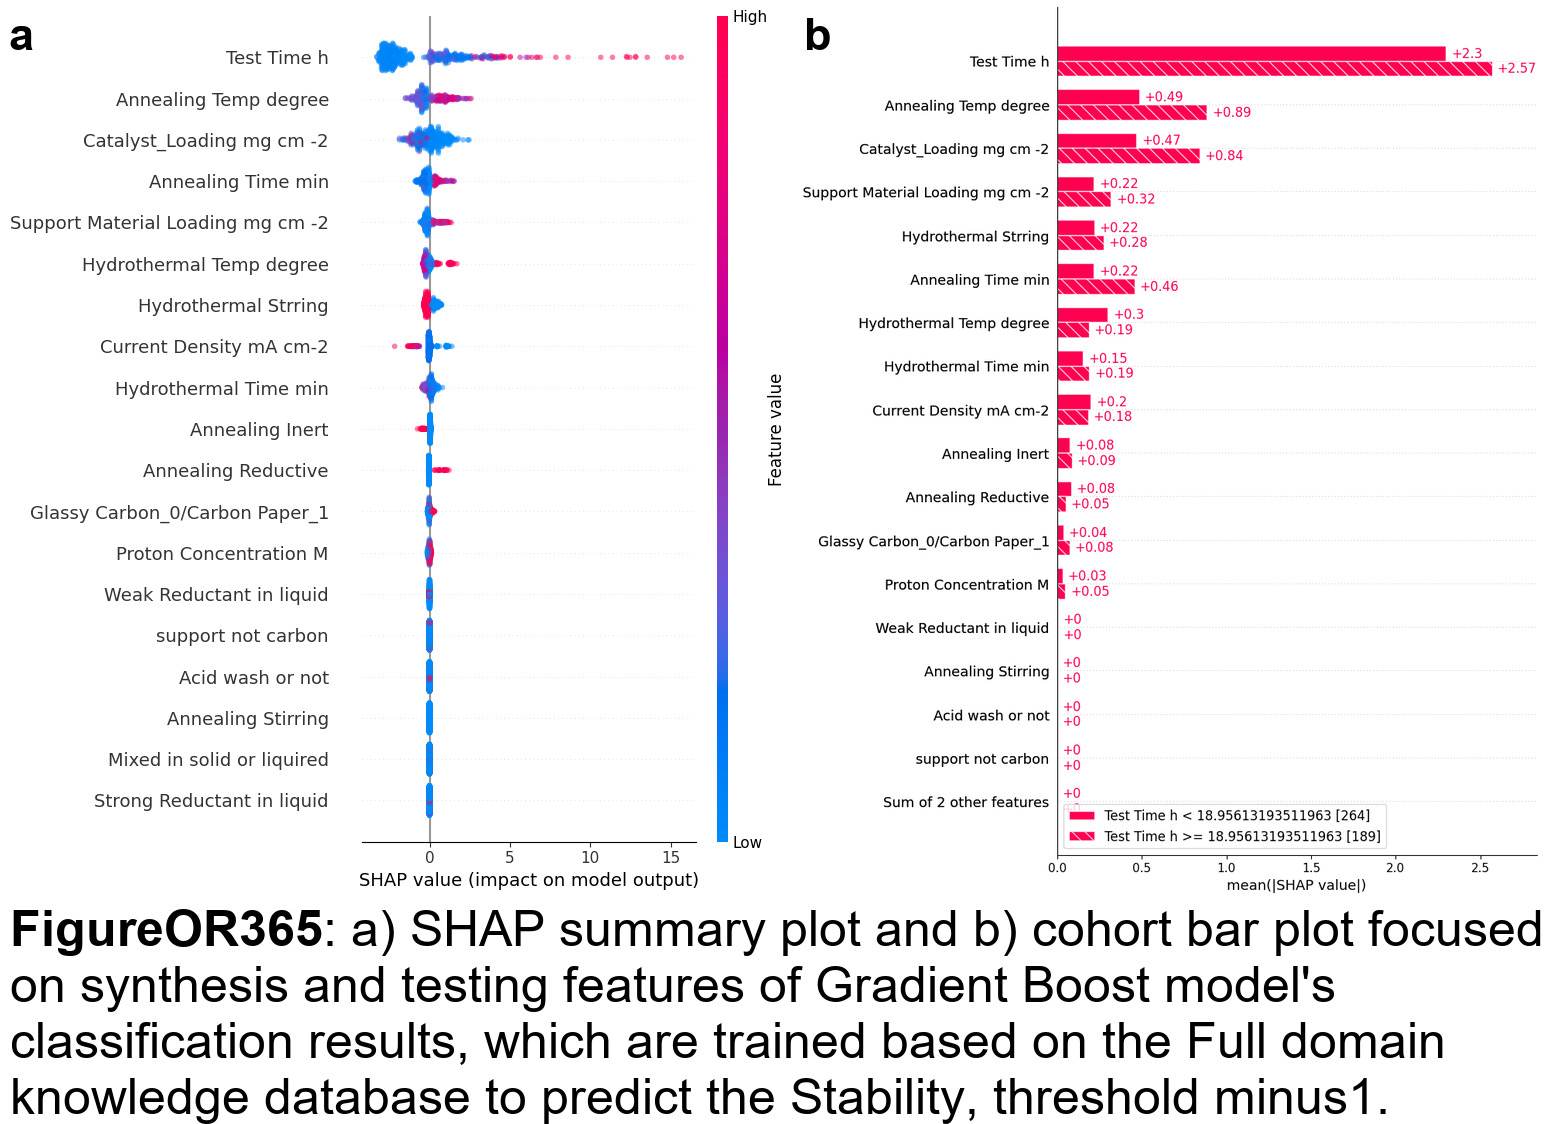 a
Test Time h
Annealing Temp degree
Catalyst_Loading mg cm -2
Annealing Time min
Support Material Loading mg cm -2
Hydrothermal Temp degree
Hydrothermal Strring
Current Density mA cm-2
Hydrothermal Time min
Annealing Inert
Annealing Reductive
Glassy Carbon_0/Carbon Paper_1
Proton Concentration M
Weak Reductant in liquid
support not carbon
Acid wash or not
Annealing Stirring
Mixed in solid or liquired
Strong Reductant in liquid
0 5 10 15
SHAP value (impact on model output)
High
Feature value
Low
b
Test Time h +2.3
+2.57
Annealing Temp degree +0.49
+0.89
Catalyst_Loading mg cm -2 +0.47
+0.84
Support Material Loading mg cm -2 +0.22
+0.32
Hydrothermal Strring +0.22
+0.28
Annealing Time min +0.22
+0.46
Hydrothermal Temp degree +0.3
+0.19
Hydrothermal Time min +0.15
+0.19
Current Density mA cm-2 +0.2
+0.18
Annealing Inert +0.08
+0.09
Annealing Reductive +0.08
+0.05
Glassy Carbon_0/Carbon Paper_1 +0.04
+0.08
Proton Concentration M +0.03
+0.05
Weak Reductant in liquid +0
+0
Annealing Stirring +0
+0
Acid wash or not +0
+0
support not carbon +0
+0
Sum of 2 other features +0
+0
Test Time h < 18.95613193511963 [264]
Test Time h >= 18.95613193511963 [189]
0.0 0.5 1.0 1.5 2.0 2.5
mean(|SHAP value|)
FigureOR365: a) SHAP summary plot and b) cohort bar plot focused
on synthesis and testing features of Gradient Boost model's
classification results, which are trained based on the Full domain
knowledge database to predict the Stability, threshold minus1.